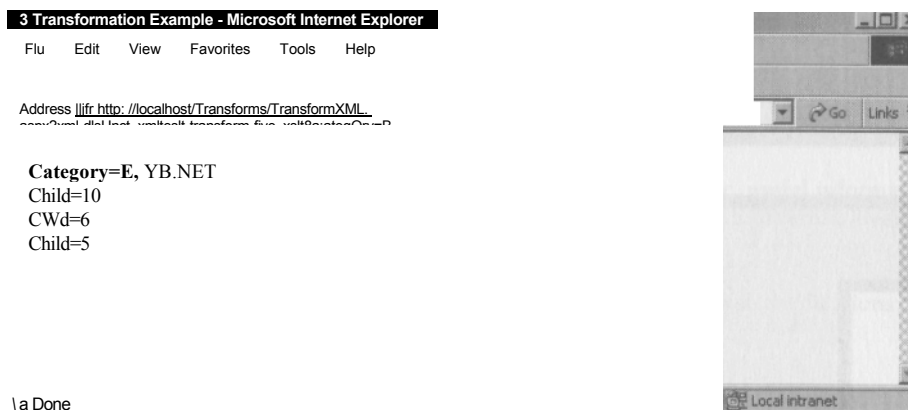 3 Transformation Example - Microsoft Internet Explorer
Flu Edit View Favorites Tools Help
Address ||ifr http: //localhost/Transforms/TransformXML.
Go Links
Category=E, YB.NET
Child=10
CWd=6
Child=5
\ a Done
Local intranet